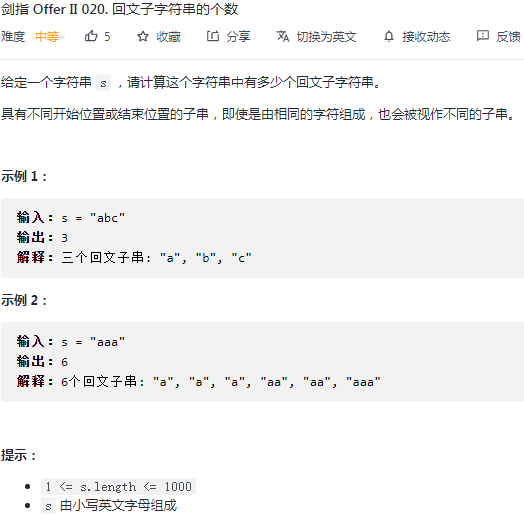 剑指 Offer II 020. 回文子字符串的个数
难度 中等 5 收藏 分享 切换为英文 接收动态 反馈
给定一个字符串 s ，请计算这个字符串中有多少个回文子字符串。
具有不同开始位置或结束位置的子串，即使是由相同的字符组成，也会被视作不同的子串。
示例 1：
输入：s = "abc"
输出：3
解释：三个回文子串: "a", "b", "c"
示例 2：
输入：s = "aaa"
输出：6
解释：6个回文子串: "a", "a", "a", "aa", "aa", "aaa"
提示：
1 <= s.length <= 1000
s 由小写英文字母组成